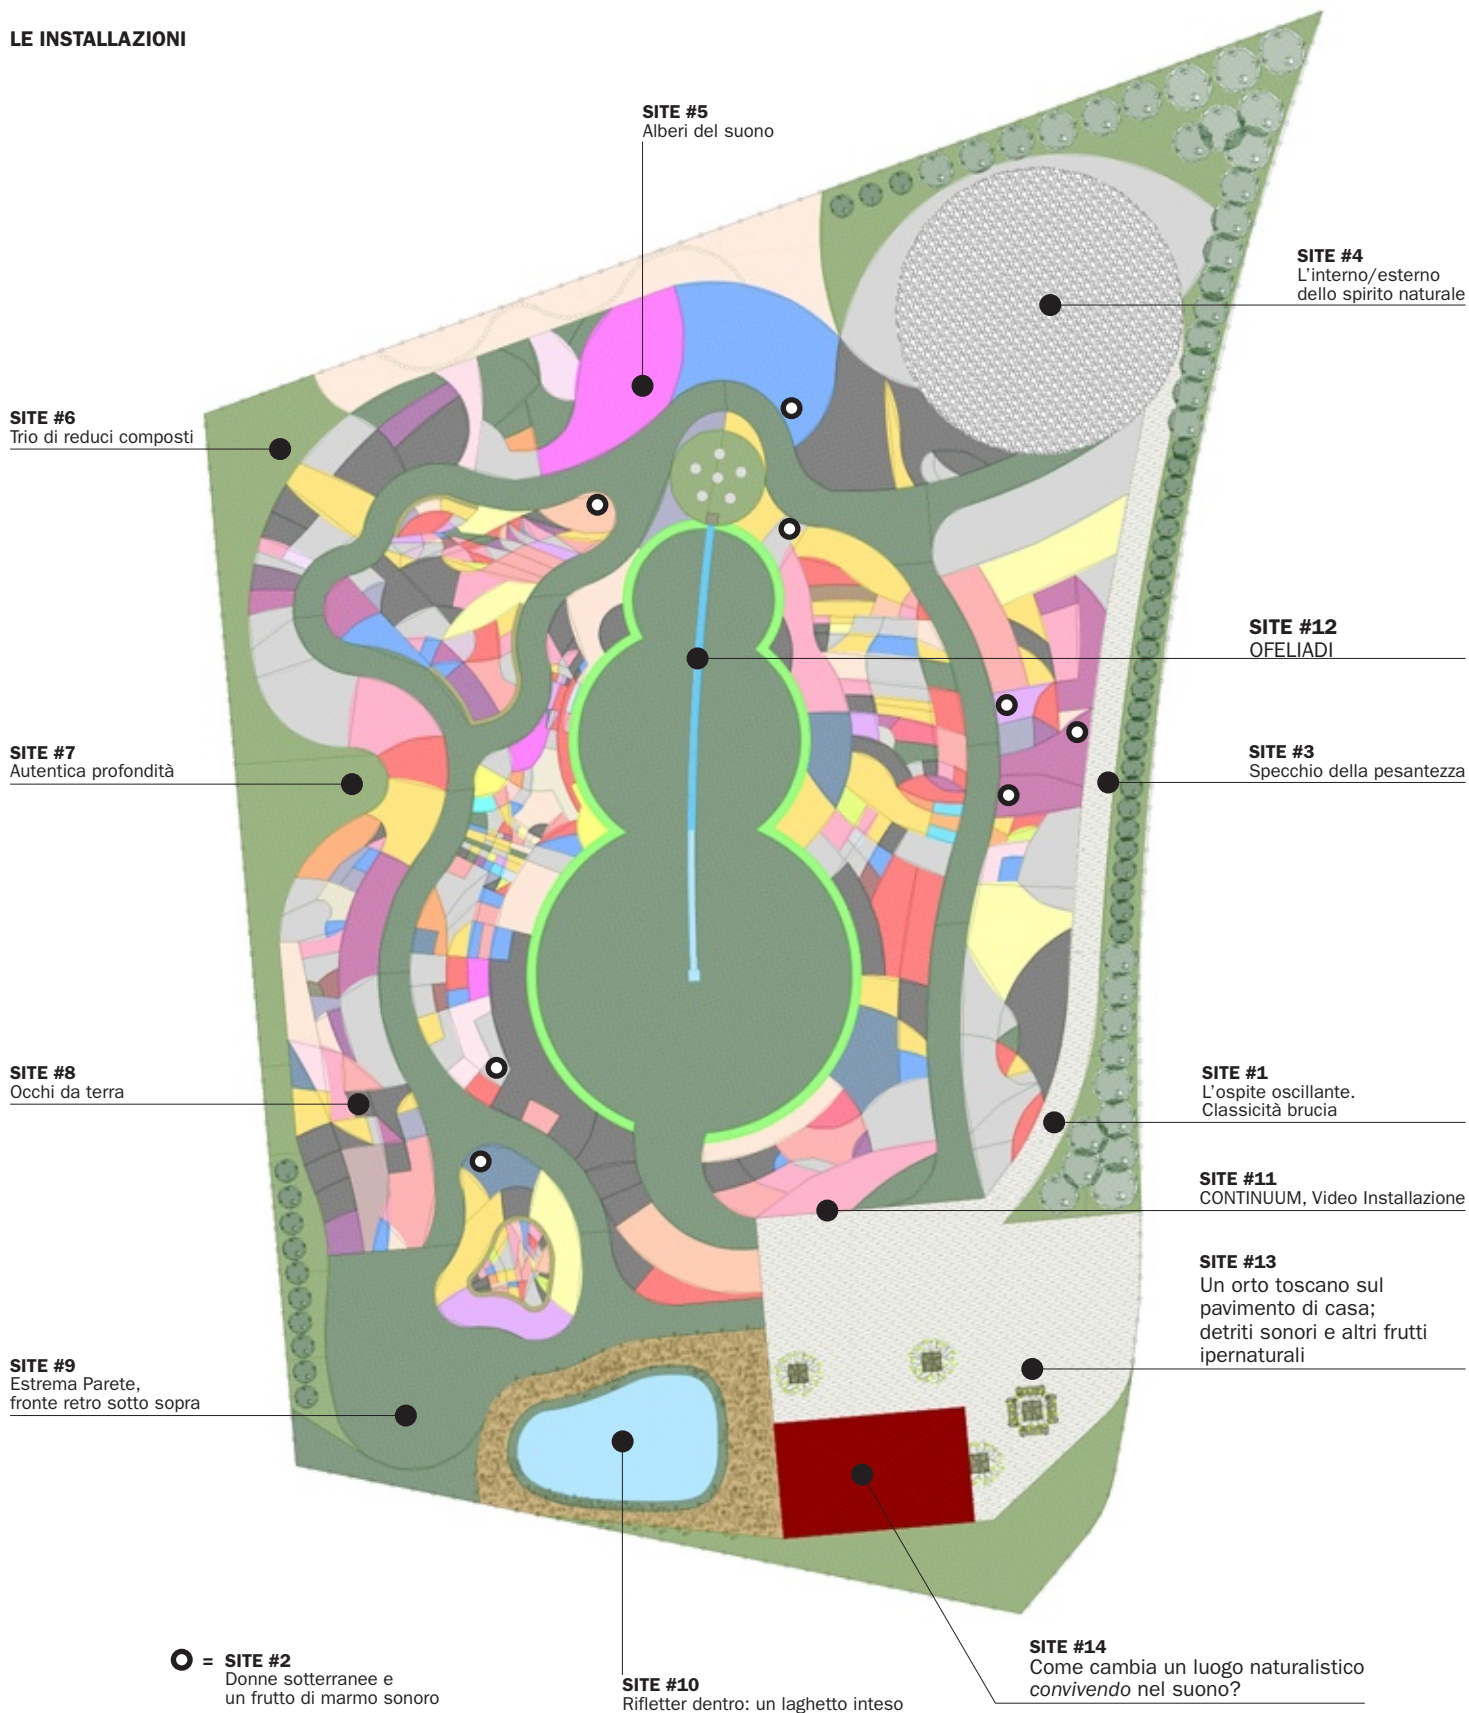 LE INSTALLAZIONI
SITE #5
Alberi del suono
SITE #4
L'interno/esterno
dello spirito naturale
SITE #6
Trio di reduci composti
SITE #12
OFELIADI
SITE #7
Autentica profondità
SITE #3
Specchio della pesantezza
SITE #8
Occhi da terra
SITE #1
L'ospite oscillante.
Classicità brucia
SITE #11
CONTINUUM, Video Installazione
SITE #13
Un orto toscano sul
pavimento di casa;
detriti sonori e altri frutti
ipernaturali
SITE #9
Estrema Parete,
fronte retro sotto sopra
= SITE #2
Donne sotterranee e
un frutto di marmo sonoro
SITE #10
Rifletter dentro: un laghetto inteso
SITE #14
Come cambia un luogo naturalistico
convivendo nel suono?